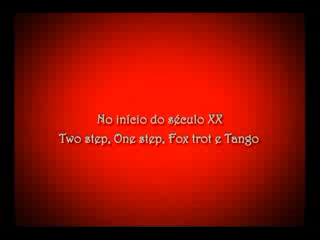 No início do século XX
Two step, One step, Fox trot e Tango